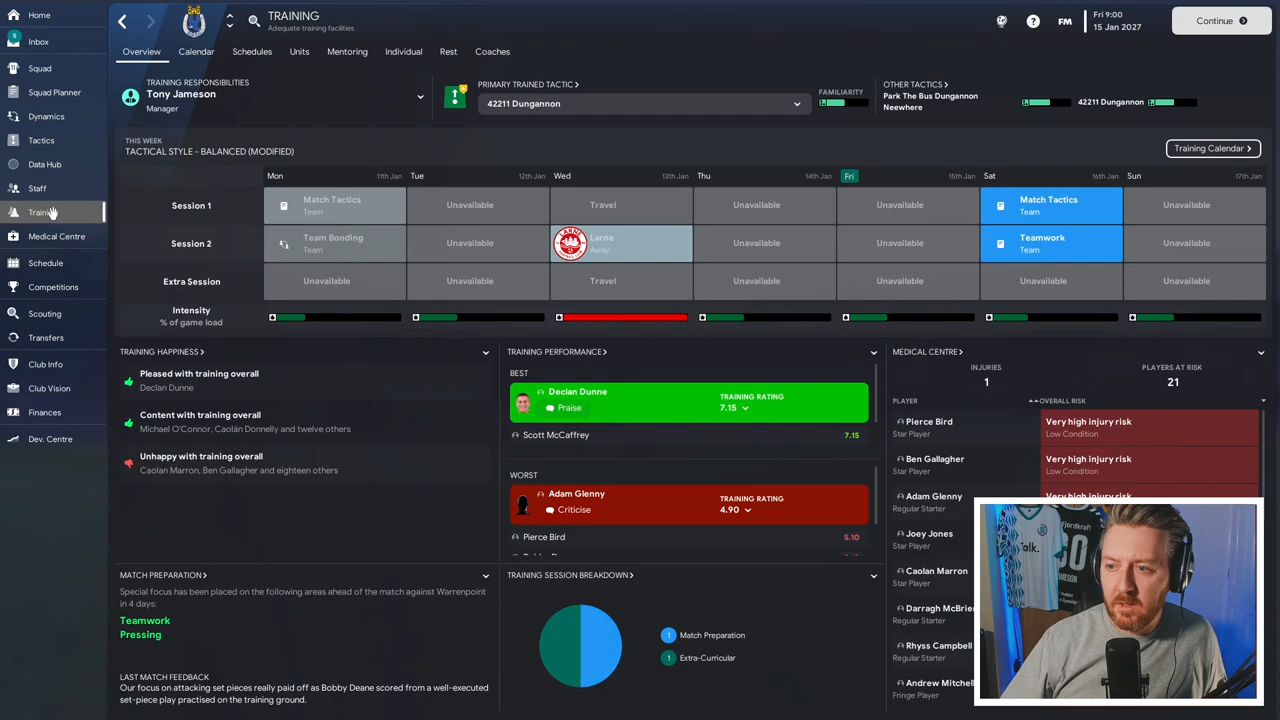 Home
5
Inbox
Squad
Squad Planner
Dynamics
Tactics
Data Hub
Staff
Medical Centre
Schedule
Competitions
Scouting
Transfers
Club Info
Club Vision
Finances
Dev. Centre
TRAINING
Adequate training facilities
FM
Fri 9:00
15 Jan 2027
Continue
Overview Calendar Schedules Units Mentoring Individual Rest Coaches
TRAINING RESPONSIBILITIES
Tony Jameson
Manager
PRIMARY TRAINED TACTIC
42211 Dungannon
FAMILIARITY
OTHER TACTICS
Park The Bus Dungannon
Neewhere
42211 Dungannon
THIS WEEK
TACTICAL STYLE - BALANCED (MODIFIED)
Training Calendar
Mon 11th Jan Tue 12th Jan Wed 13th Jan Thu 14th Jan Fri 15th Jan Sat 16th Jan Sun 17th Jan
Session 1
Match Tactics
Team
Unavailable
Travel
Unavailable
Unavailable
Match Tactics
Team
Unavailable
Session 2
Team Bonding
Team
Unavailable
Larne
Away
Unavailable
Unavailable
Teamwork
Team
Unavailable
Extra Session
Unavailable
Unavailable
Travel
Unavailable
Unavailable
Unavailable
Unavailable
Intensity
% of game load
TRAINING HAPPINESS
Pleased with training overall
Declan Dunne
Content with training overall
Michael O'Connor, Caolán Donnelly and twelve others
Unhappy with training overall
Caolan Marron, Ben Gallagher and eighteen others
TRAINING PERFORMANCE
BEST
Declan Dunne
Praise
TRAINING RATING
7.15
Scott McCaffrey 7.15
WORST
Adam Glenny
Criticise
TRAINING RATING
4.90
Pierce Bird 5.10
MEDICAL CENTRE
INJURIES
1
PLAYERS AT RISK
21
PLAYER OVERALL RISK
Pierce Bird
Star Player
Very high injury risk
Low Condition
Ben Gallagher
Star Player
Very high injury risk
Low Condition
Adam Glenny
Regular Starter
Very high injury risk
Joey Jones
Star Player
Caolan Marron
Star Player
Darragh McBrien
Regular Starter
Rhyss Campbell
Regular Starter
Andrew Mitchell
Fringe Player
MATCH PREPARATION
Special focus has been placed on the following areas ahead of the match against Warrenpoint
in 4 days:
Teamwork
Pressing
LAST MATCH FEEDBACK
Our focus on attacking set pieces really paid off as Bobby Deane scored from a well-executed
set-piece play practised on the training ground.
TRAINING SESSION BREAKDOWN
1 Match Preparation
1 Extra-Curricular
Talk.
Fjordkraft
JAMESON